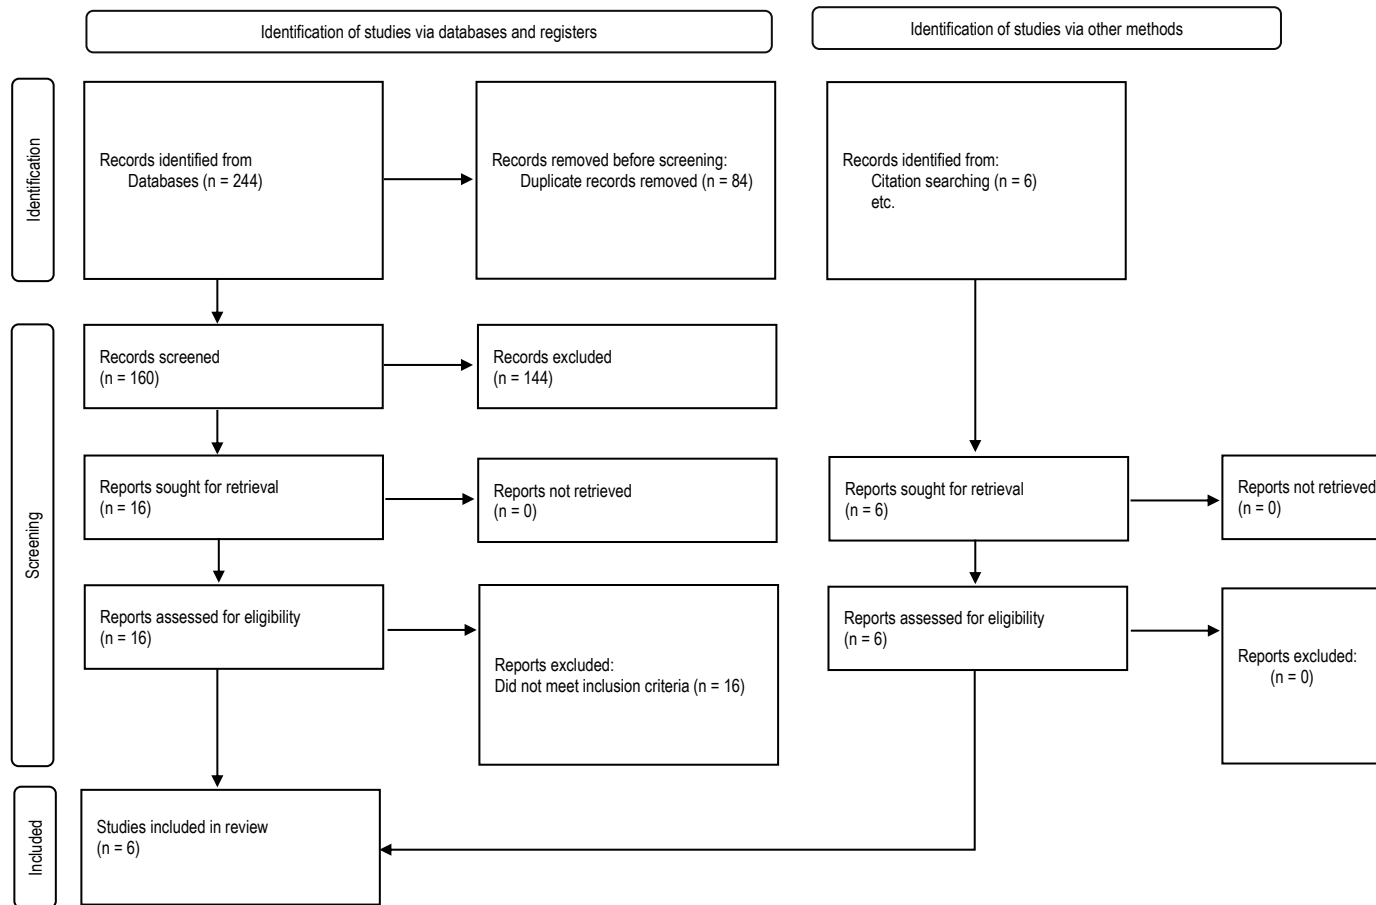 Identification of studies via databases and registers
Identification of studies via other methods
Identification
Records identified from
Databases (n = 244)
Records removed before screening:
Duplicate records removed (n = 84)
Records identified from:
Citation searching (n = 6)
etc.
Screening
Records screened
(n = 160)
Records excluded
(n = 144)
Reports sought for retrieval
(n = 16)
Reports not retrieved
(n = 0)
Reports sought for retrieval
(n = 6)
Reports not retrieved
(n = 0)
Reports assessed for eligibility
(n = 16)
Reports excluded:
Did not meet inclusion criteria (n = 16)
Reports assessed for eligibility
(n = 6)
Reports excluded:
(n = 0)
Included
Studies included in review
(n = 6)